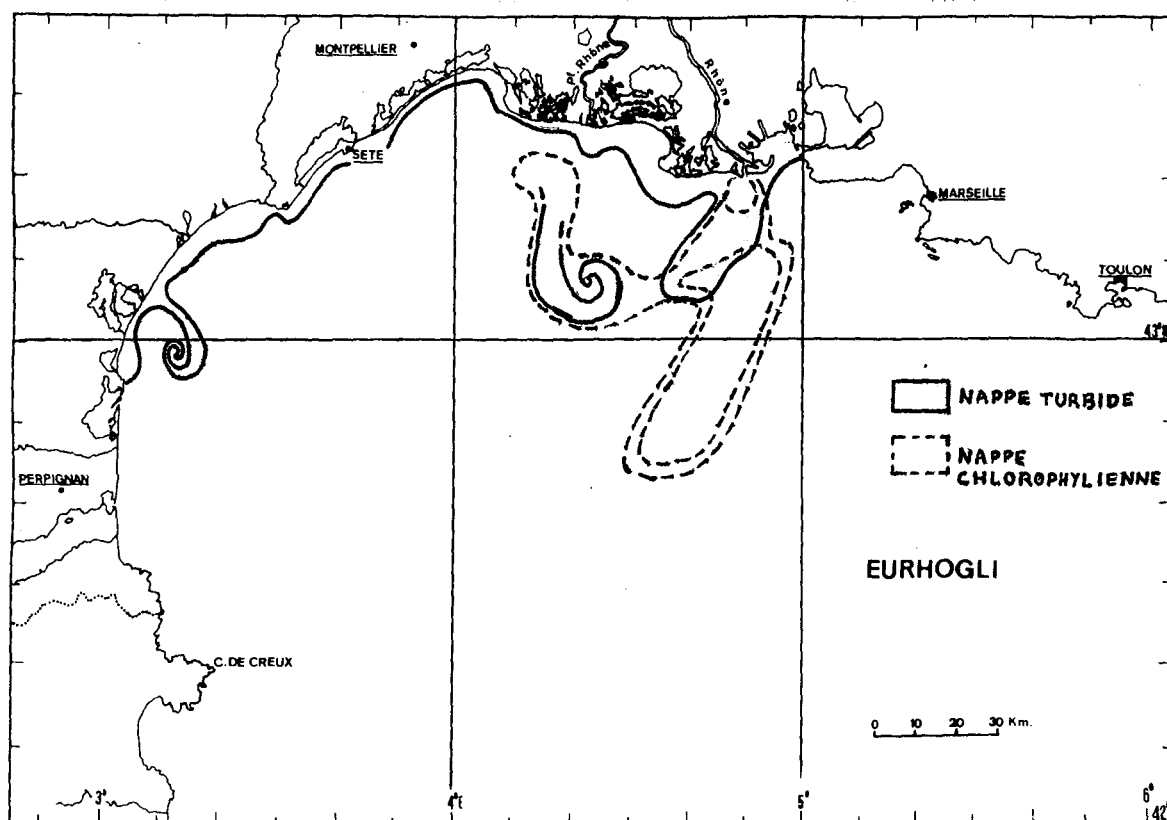 MONTPELLIER
pt. Rhône
Rhône
SETE
MARSEILLE
TOULON
43°N
NAPPE TURBIDE
NAPPE
CHLOROPHYLIENNE
PERPIGNAN
EURHOGLI
C. DE CREUX
0 10 20 30 Km.
3° 4°E 5° 6°
42°